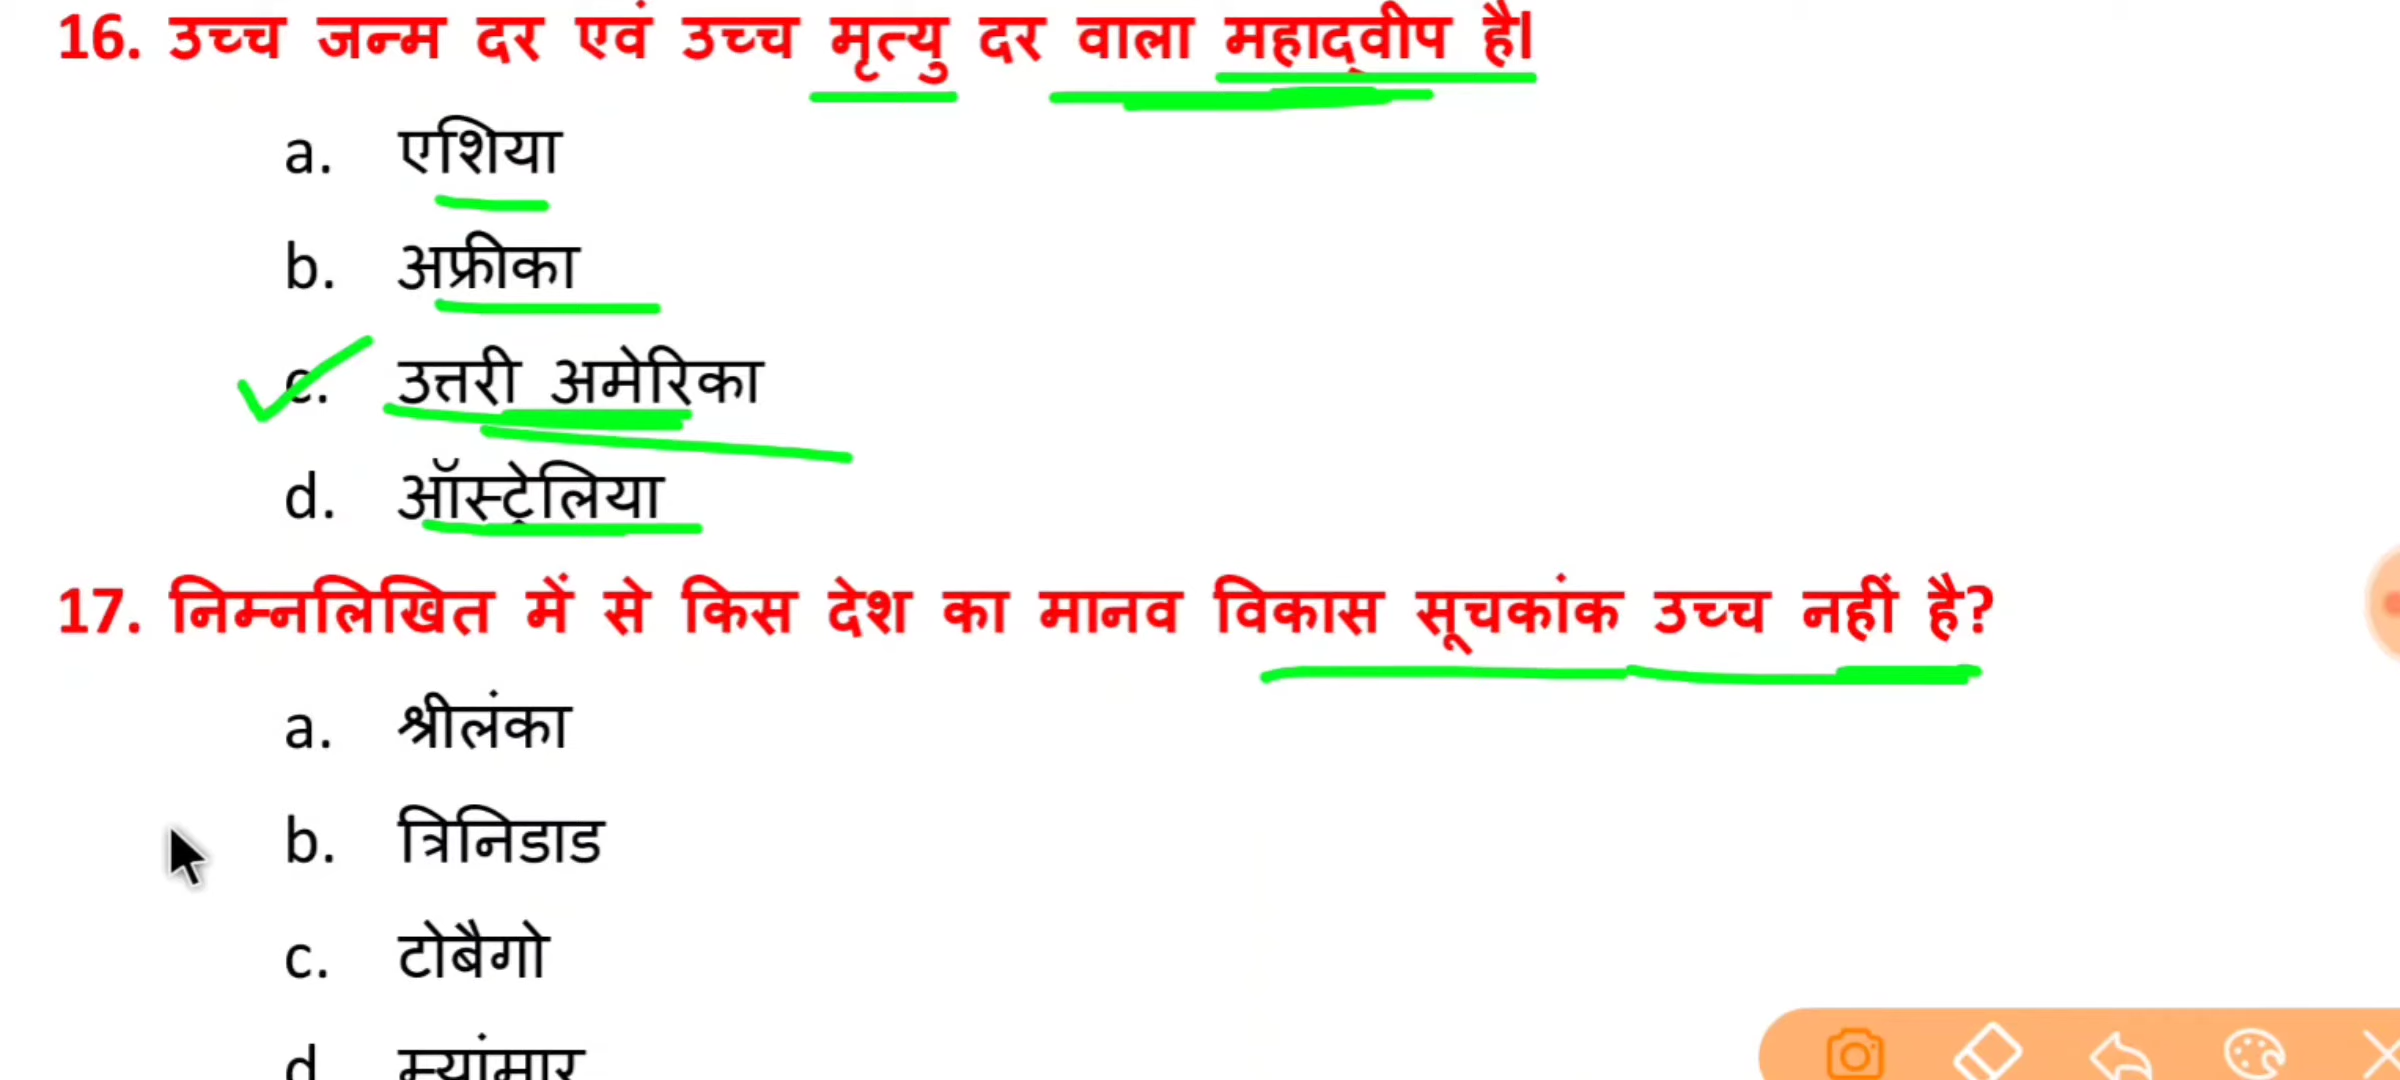 16. उच्च जन्म दर एवं उच्च मृत्यु दर वाला महाद्वीप है।
a. एशिया
b. अफ्रीका
c. उत्तरी अमेरिका
d. ऑस्ट्रेलिया
17. निम्नलिखित में से किस देश का मानव विकास सूचकांक उच्च नहीं है?
a. श्रीलंका
b. त्रिनिडाड
c. टोबैगो
d म्यांमार